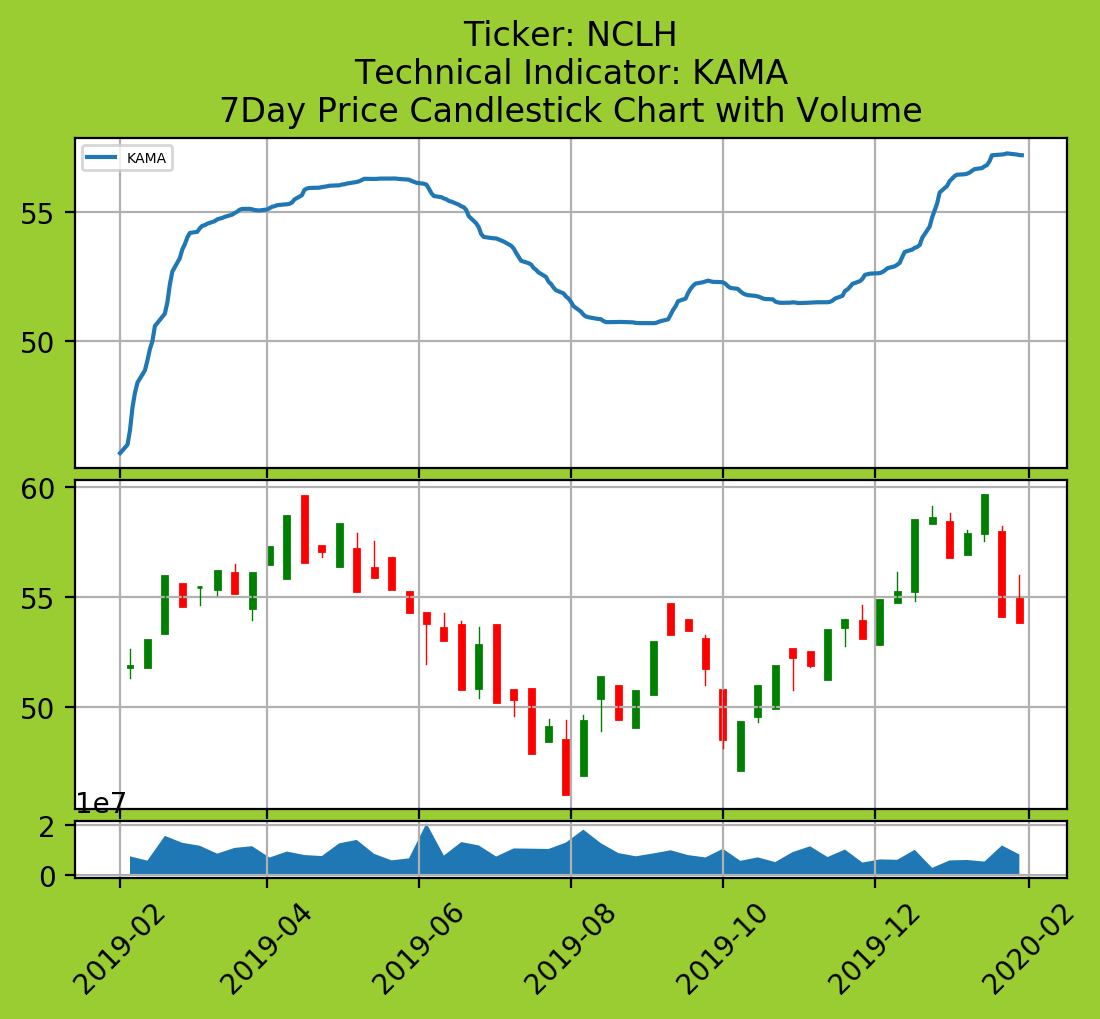 Ticker: NCLH
Technical Indicator: KAMA
7Day Price Candlestick Chart with Volume
KAMA
55
50
60
55
50
1e7
2
0
2019-02
2019-04
2019-06
2019-08
2019-10
2019-12
2020-02